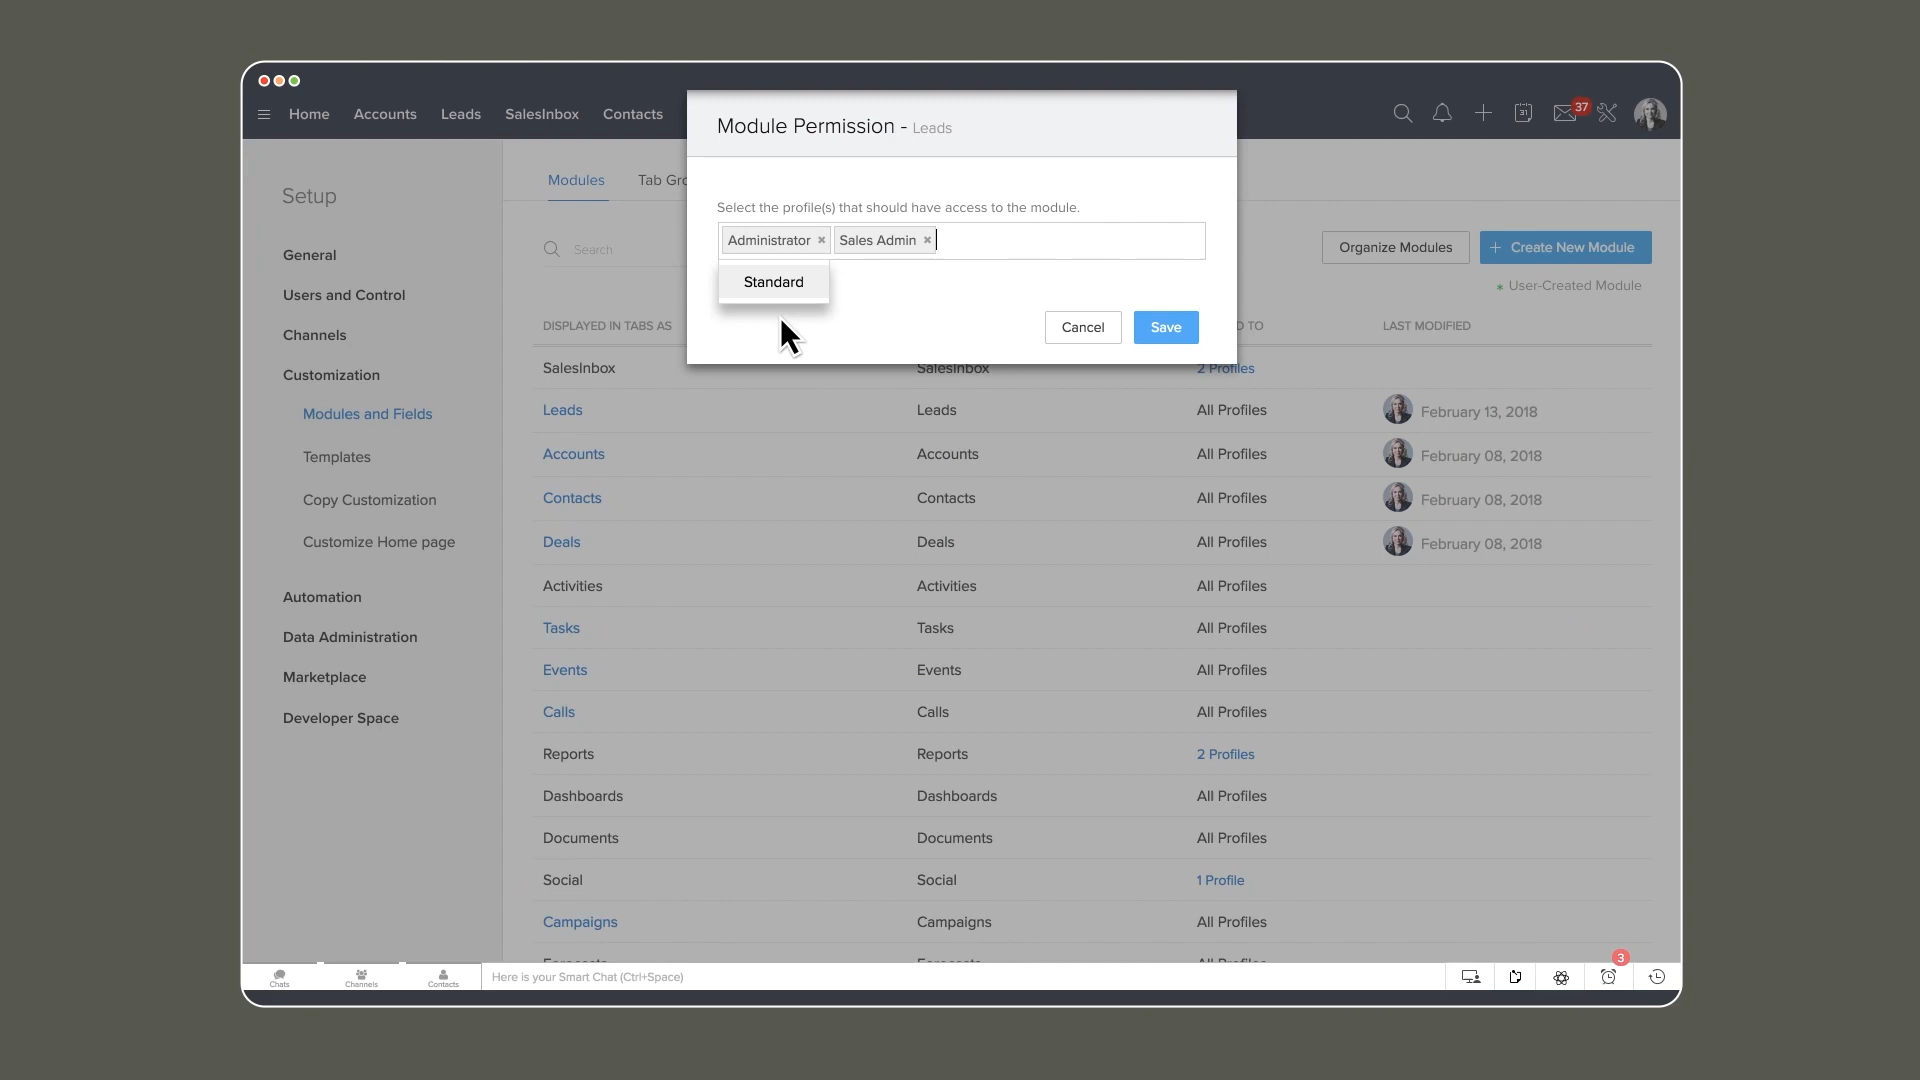 Home Accounts Leads SalesInbox Contacts
31
37
Module Permission - Leads
Select the profile(s) that should have access to the module.
Administrator × Sales Admin ×
Standard
Cancel Save
Setup
General
Users and Control
Channels
Customization
Modules and Fields
Templates
Copy Customization
Customize Home page
Automation
Data Administration
Marketplace
Developer Space
Modules Tab Gro
Search
Organize Modules + Create New Module
* User-Created Module
DISPLAYED IN TABS AS D TO LAST MODIFIED
SalesInbox SalesInbox 2 Profiles
Leads Leads All Profiles February 13, 2018
Accounts Accounts All Profiles February 08, 2018
Contacts Contacts All Profiles February 08, 2018
Deals Deals All Profiles February 08, 2018
Activities Activities All Profiles
Tasks Tasks All Profiles
Events Events All Profiles
Calls Calls All Profiles
Reports Reports 2 Profiles
Dashboards Dashboards All Profiles
Documents Documents All Profiles
Social Social 1 Profile
Campaigns Campaigns All Profiles
Forecasts Forecasts All Profiles
Chats Channels Contacts Here is your Smart Chat (Ctrl+Space)
3